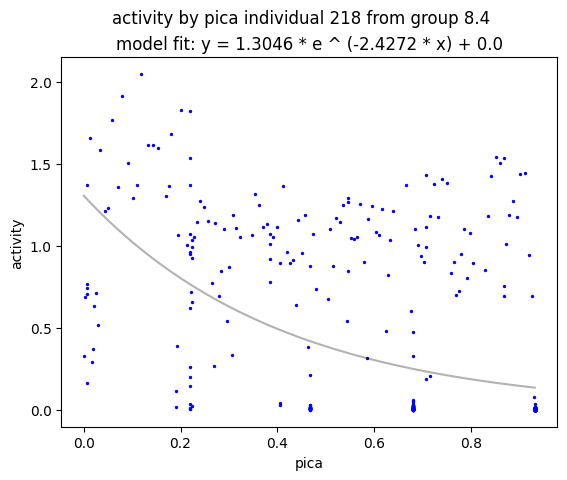 activity by pica individual 218 from group 8.4
model fit: y = 1.3046 * e ^ (-2.4272 * x) + 0.0
2.0
1.5
1.0
0.5
0.0
activity
0.0 0.2 0.4 0.6 0.8
pica